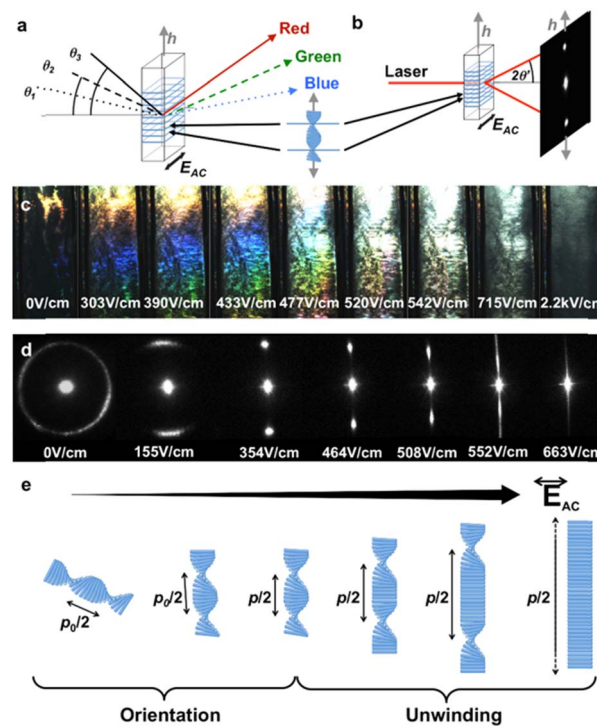 a
h
θ3
θ2
θ1
Red
Green
Blue
EAC
b
h
Laser
2θ'
EAC
c
0V/cm 303V/cm 390V/cm 433V/cm 477V/cm 520V/cm 542V/cm 715V/cm 2.2kV/cm
d
0V/cm 155V/cm 354V/cm 464V/cm 508V/cm 552V/cm 663V/cm
e
EAC
p0/2 p0/2 p/2 p/2 p/2 p/2
Orientation Unwinding